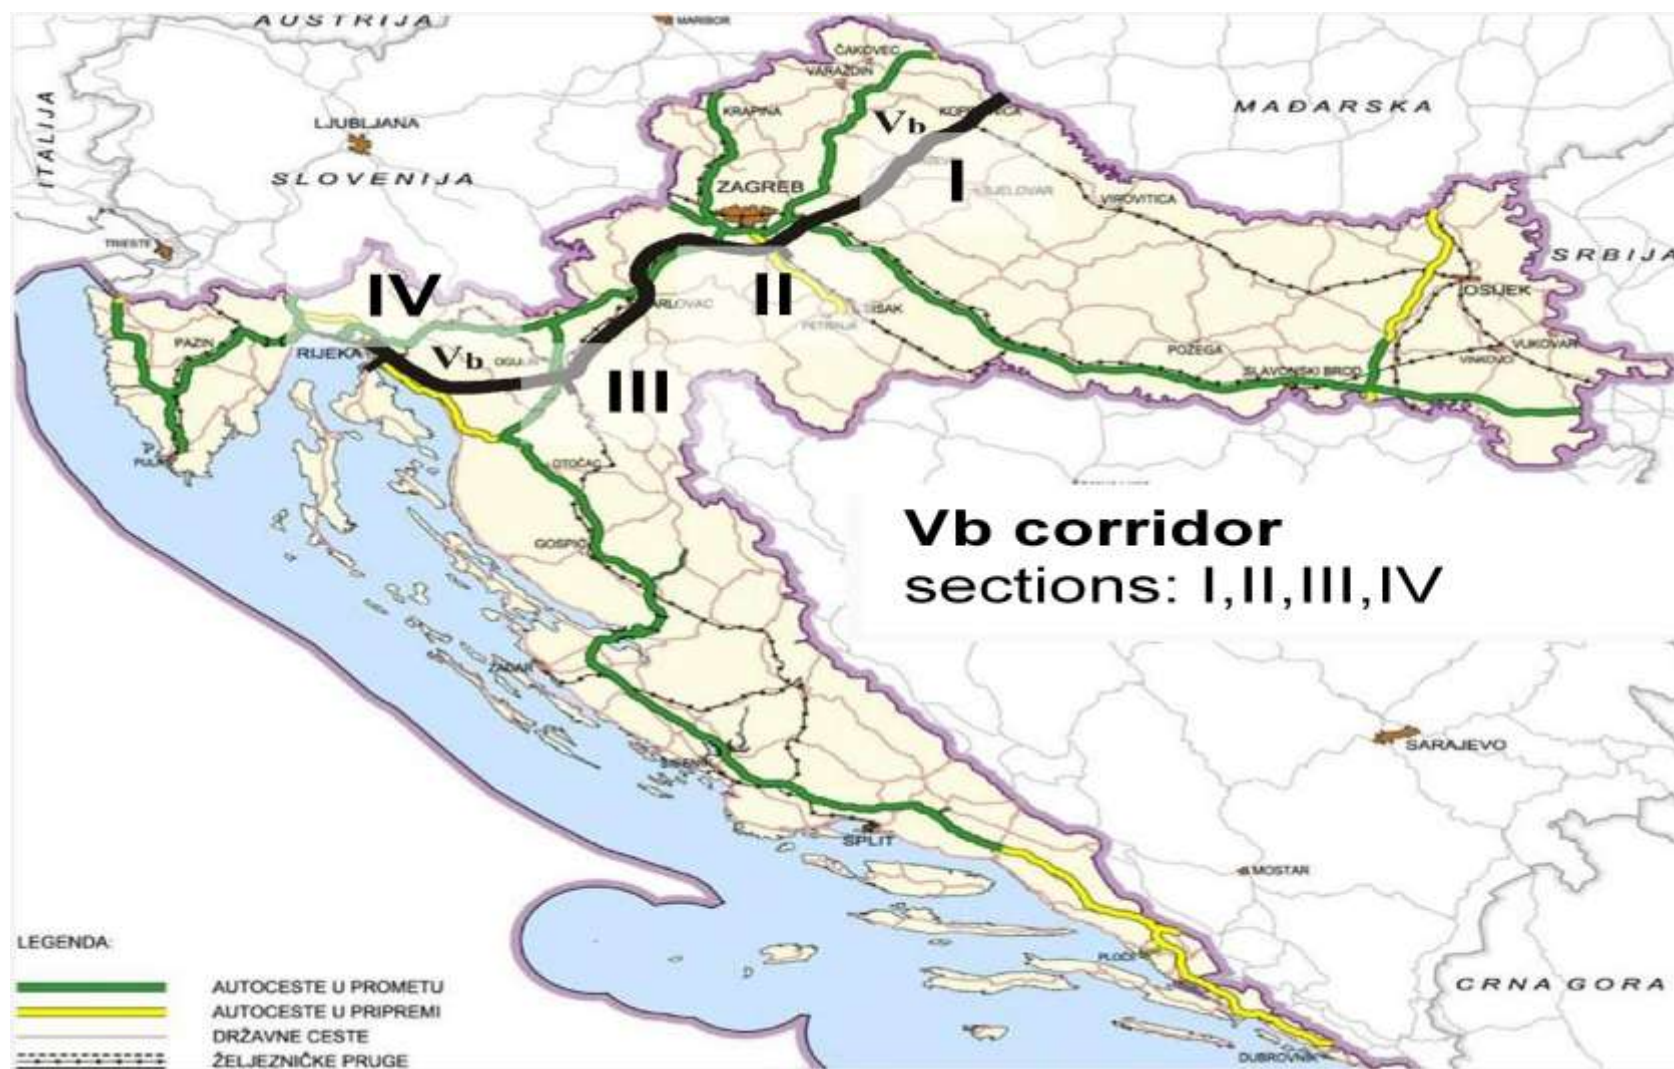 AUSTRIJA
MARIBOR
ČAKOVEC
VARAŽDIN
ITALIJA
LJUBLJANA
KRAPINA
Vb
MAĐARSKA
SLOVENIJA
ZAGREB
I
VIROVITICA
TRIESTE
SRBIJA
IV
II
OSIJEK
SISAK
PAZIN
RIJEKA
Vb
POŽEGA
VUKOVAR
VINKOVCI
SLAVONSKI BROD
III
PULA
OTOČAC
GOSPIĆ
Vb corridor
sections: I,II,III,IV
ZADAR
SARAJEVO
SPLIT
MOSTAR
PLOČE
CRNA GORA
DUBROVNIK
LEGENDA:
AUTOCESTE U PROMETU
AUTOCESTE U PRIPREMI
DRŽAVNE CESTE
ŽELJEZNIČKE PRUGE